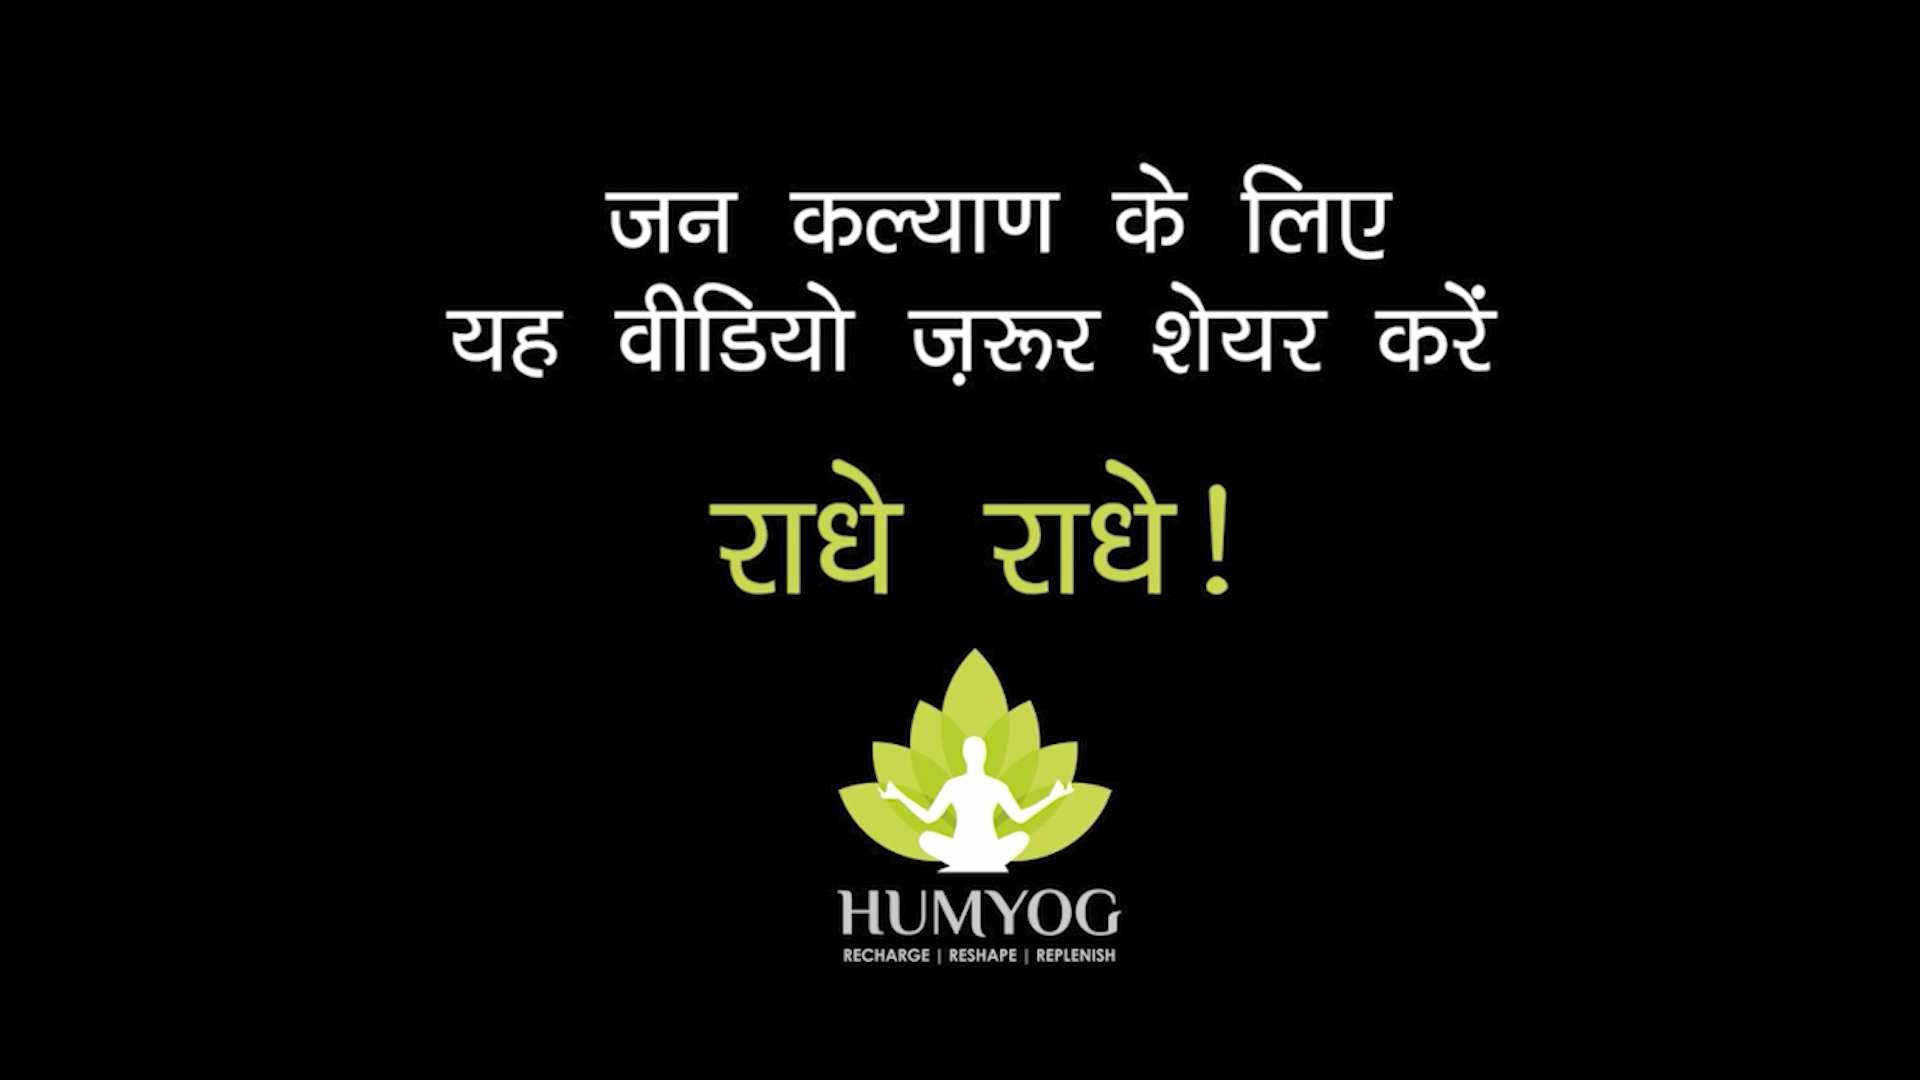 जन कल्याण के लिए
यह वीडियो ज़रूर शेयर करें
राधे राधे!
HUMYOG
RECHARGE | RESHAPE | REPLENISH